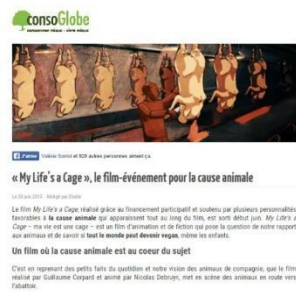 consoGlobe
consommer mieux - vivre mieux
J'aime Valérie Sorriol et 929 autres personnes aiment ça.
« My Life's a Cage », le film-événement pour la cause animale
Le film My Life's a Cage réalisé grâce au financement participatif et soutenu par plusieurs personnalités
favorables à la cause animale qui apparaissent tout au long du film, est sorti début juin. My Life's a
Cage – ma vie est une cage – est un film d'animation et de fiction qui pose la question de notre rapport
aux animaux et de savoir si tout le monde peut devenir vegan, même les enfants.
Un film où la cause animale est au coeur du sujet
C'est en reprenant des petits faits du quotidien et notre vision des animaux de compagnie, que le film
réalisé par Guillaume Corpard et animé par Nicolas Debruyn, met en scène des animaux en route vers
l'abattoir.